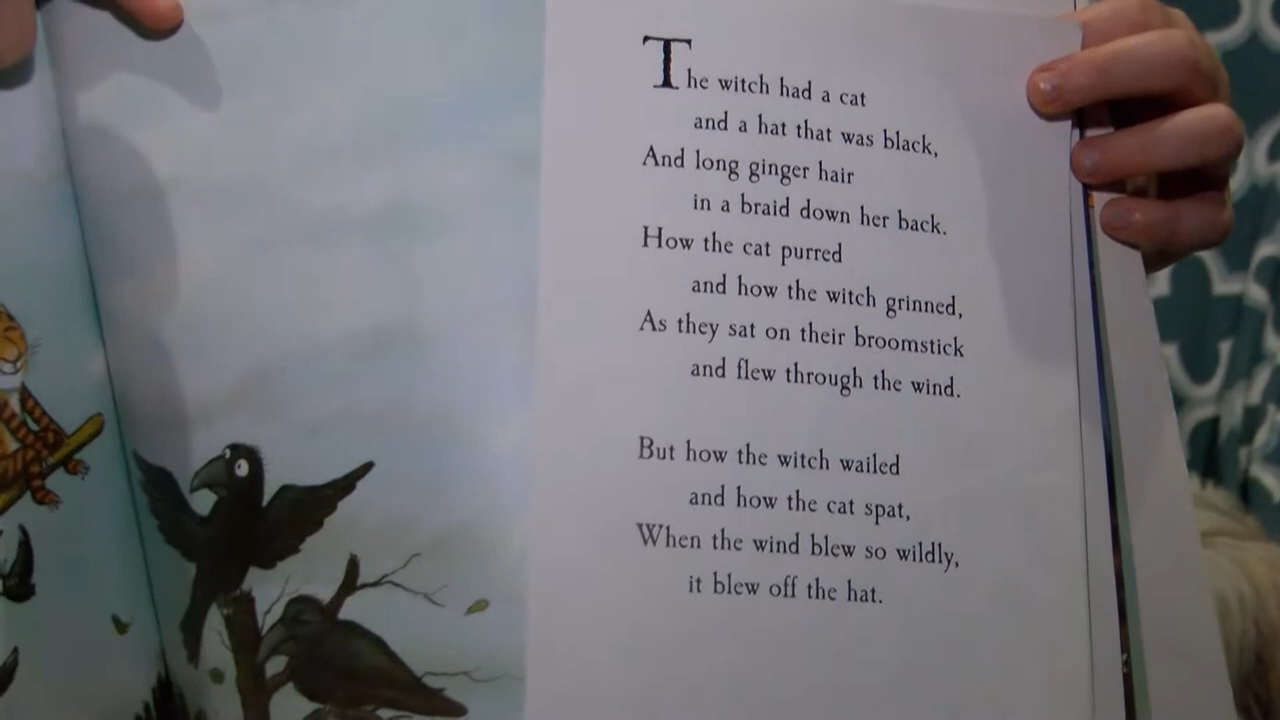 The witch had a cat
and a hat that was black,
And long ginger hair
in a braid down her back.
How the cat purred
and how the witch grinned,
As they sat on their broomstick
and flew through the wind.
But how the witch wailed
and how the cat spat,
When the wind blew so wildly,
it blew off the hat.